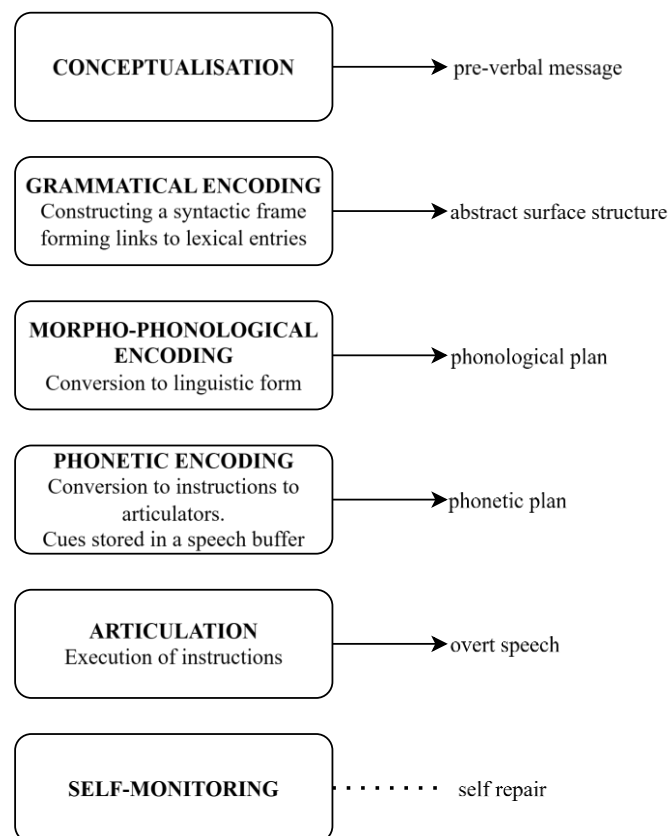 CONCEPTUALISATION
pre-verbal message
GRAMMATICAL ENCODING
Constructing a syntactic frame
forming links to lexical entries
abstract surface structure
MORPHO-PHONOLOGICAL
ENCODING
Conversion to linguistic form
phonological plan
PHONETIC ENCODING
Conversion to instructions to
articulators.
Cues stored in a speech buffer
phonetic plan
ARTICULATION
Execution of instructions
overt speech
SELF-MONITORING
self repair